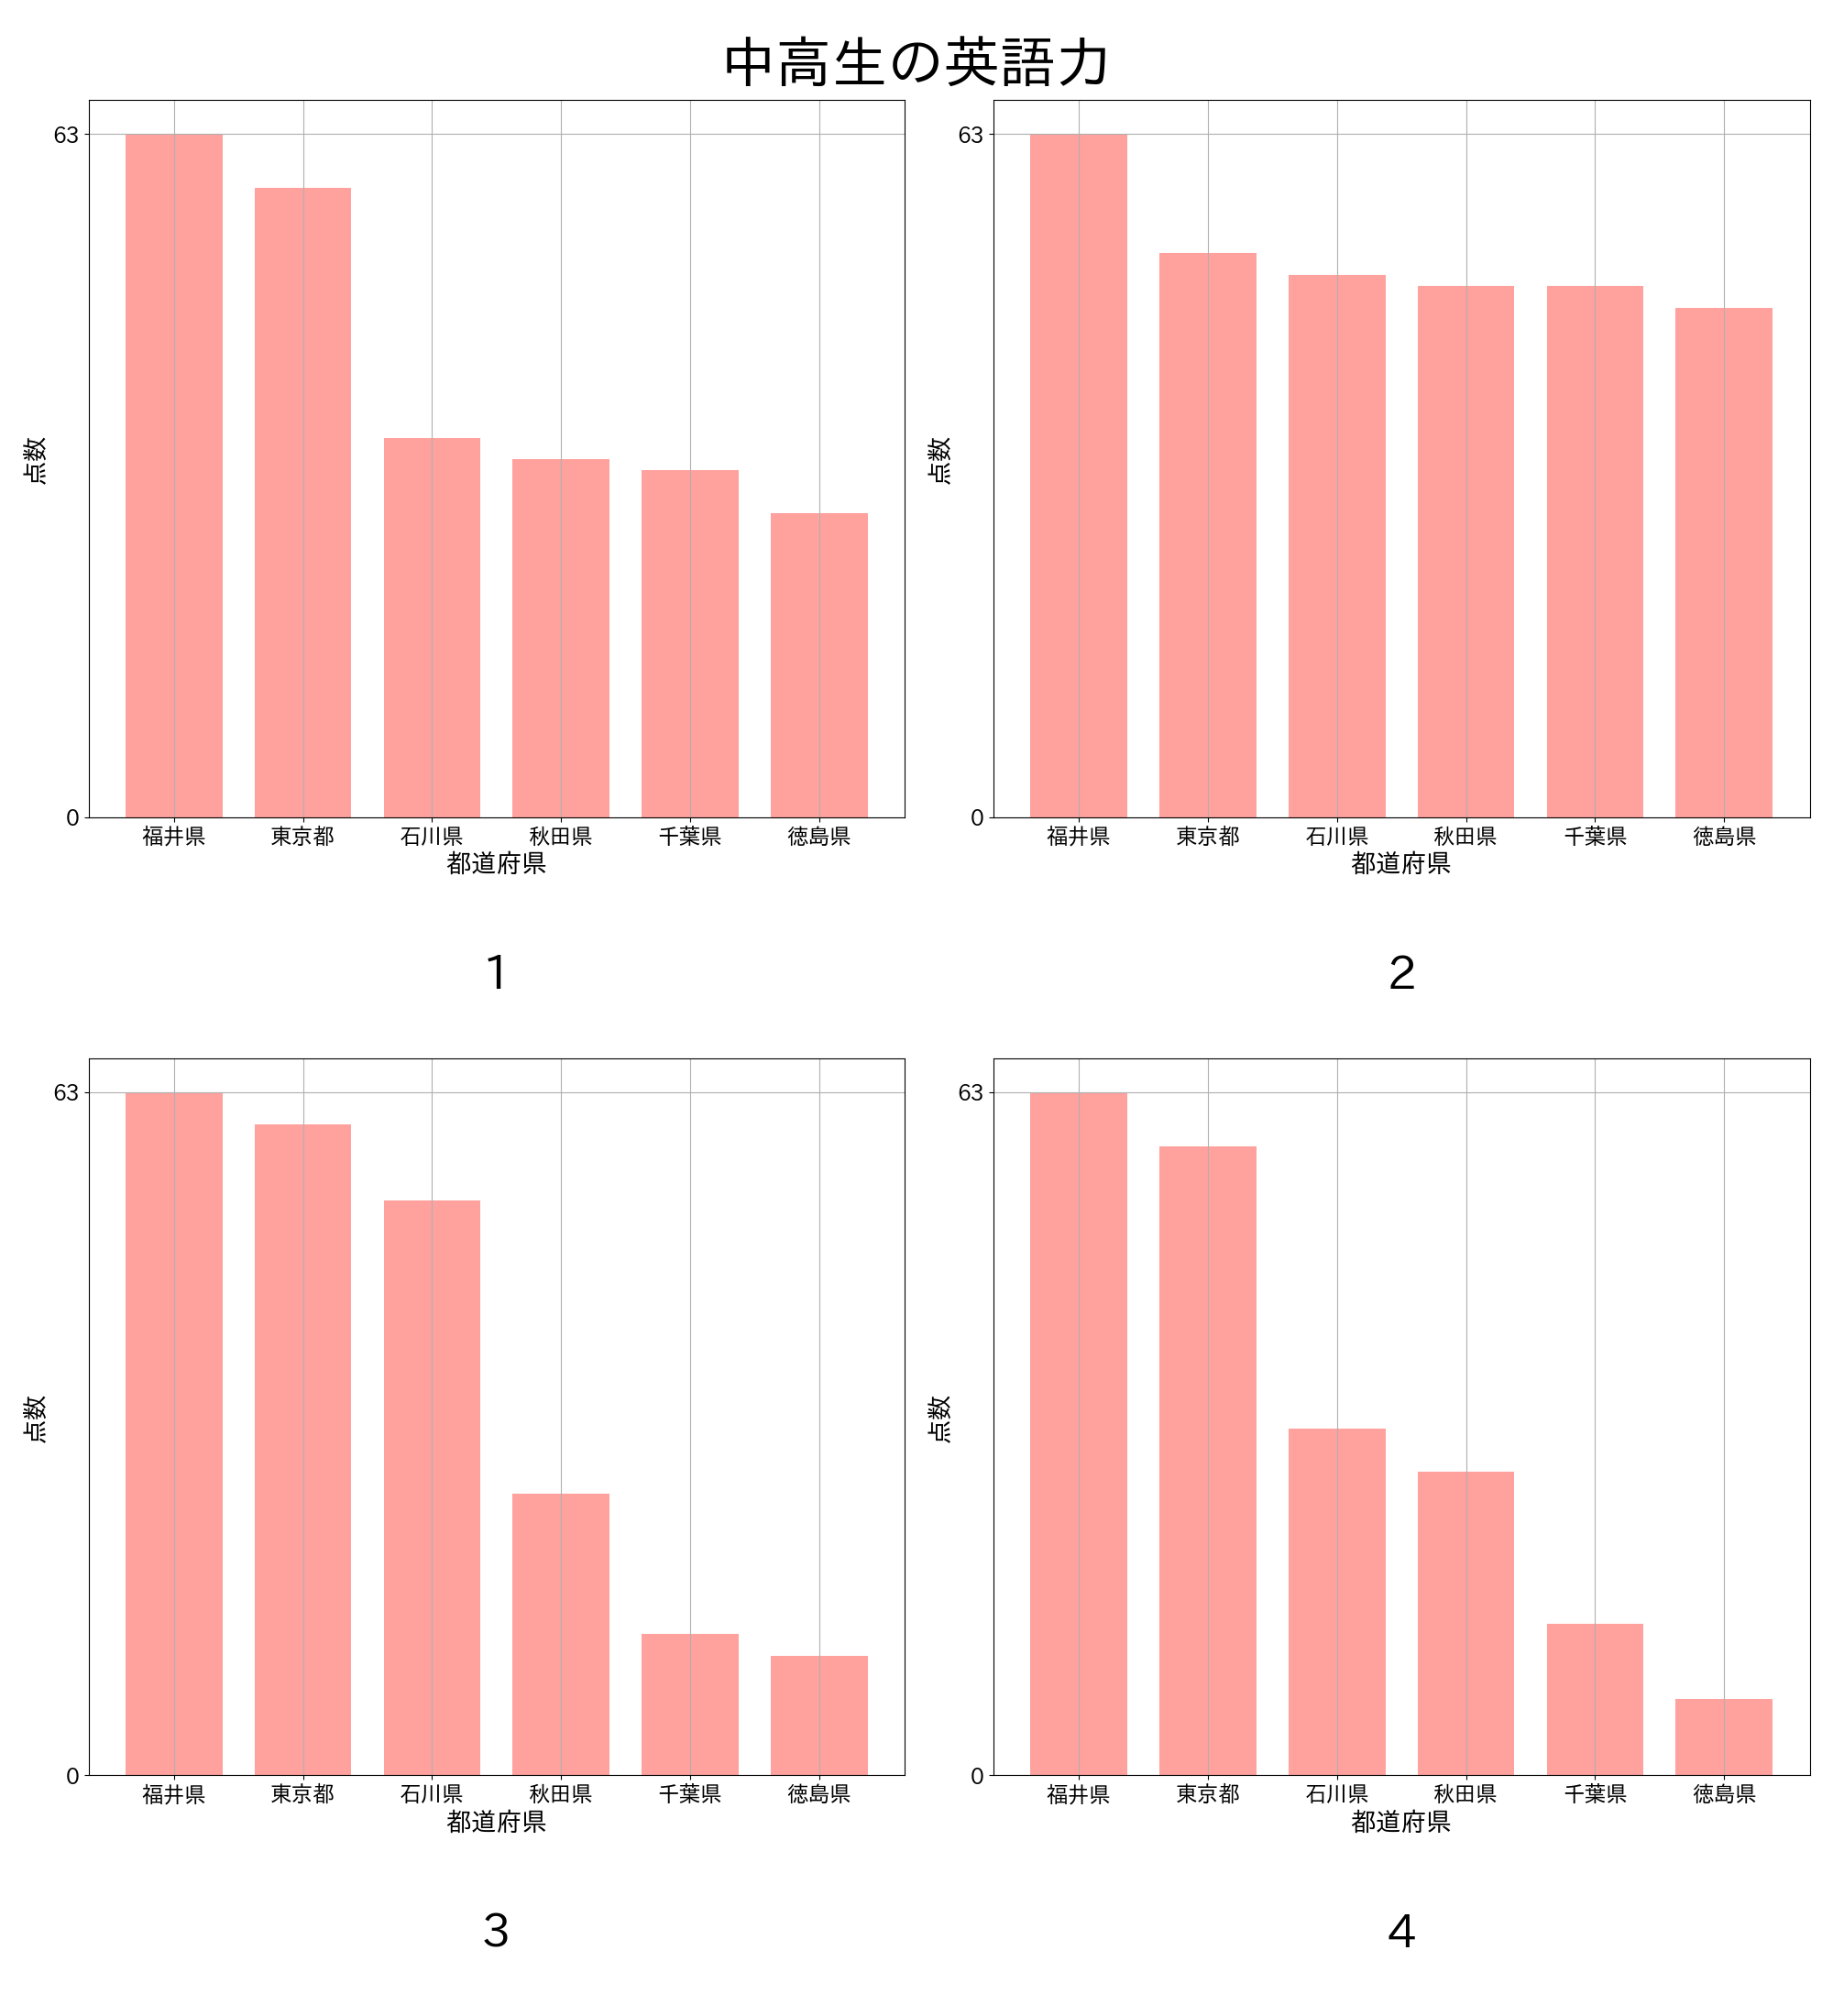 中高生の英語力
63
0
点数
福井県 東京都 石川県 秋田県 千葉県 徳島県
都道府県
1
63
0
点数
福井県 東京都 石川県 秋田県 千葉県 徳島県
都道府県
2
63
0
点数
福井県 東京都 石川県 秋田県 千葉県 徳島県
都道府県
3
63
0
点数
福井県 東京都 石川県 秋田県 千葉県 徳島県
都道府県
4